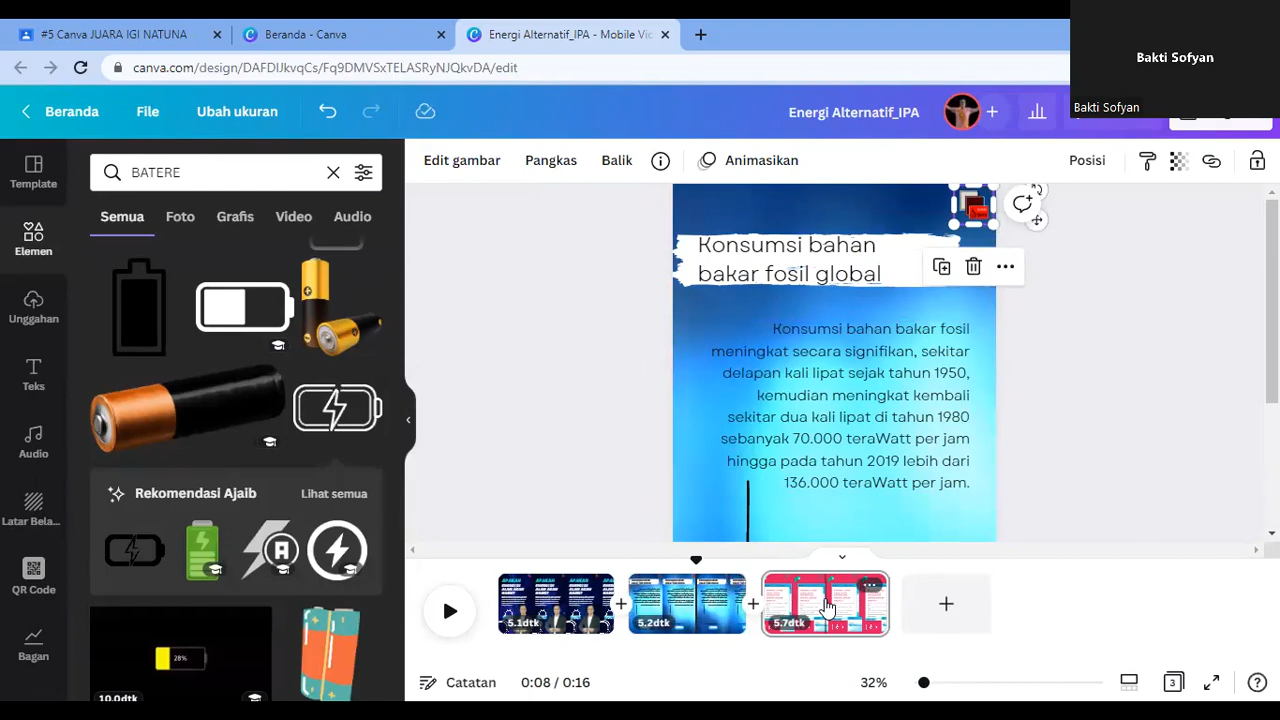 #5 Canva JUARA IGI NATUNA
Beranda - Canva
Energi Alternatif_IPA - Mobile Vic
canva.com/design/DAFDIJkvqCs/Fq9DMVSxTELASRyNJQkvDA/edit
Bakti Sofyan
Bakti Sofyan
Beranda
File
Ubah ukuran
Energi Alternatif_IPA
Template
Elemen
Unggahan
Teks
Audio
Latar Bela...
QR Code
Bagan
BATERE
Semua
Foto
Grafis
Video
Audio
Rekomendasi Ajaib
Lihat semua
28%
10.0dtk
Edit gambar
Pangkas
Balik
Animasikan
Posisi
Konsumsi bahan
bakar fosil global
Konsumsi bahan bakar fosil
meningkat secara signifikan, sekitar
delapan kali lipat sejak tahun 1950,
kemudian meningkat kembali
sekitar dua kali lipat di tahun 1980
sebanyak 70.000 teraWatt per jam
hingga pada tahun 2019 lebih dari
136.000 teraWatt per jam.
5.1dtk
5.2dtk
5.7dtk
Catatan
0:08 / 0:16
32%
3